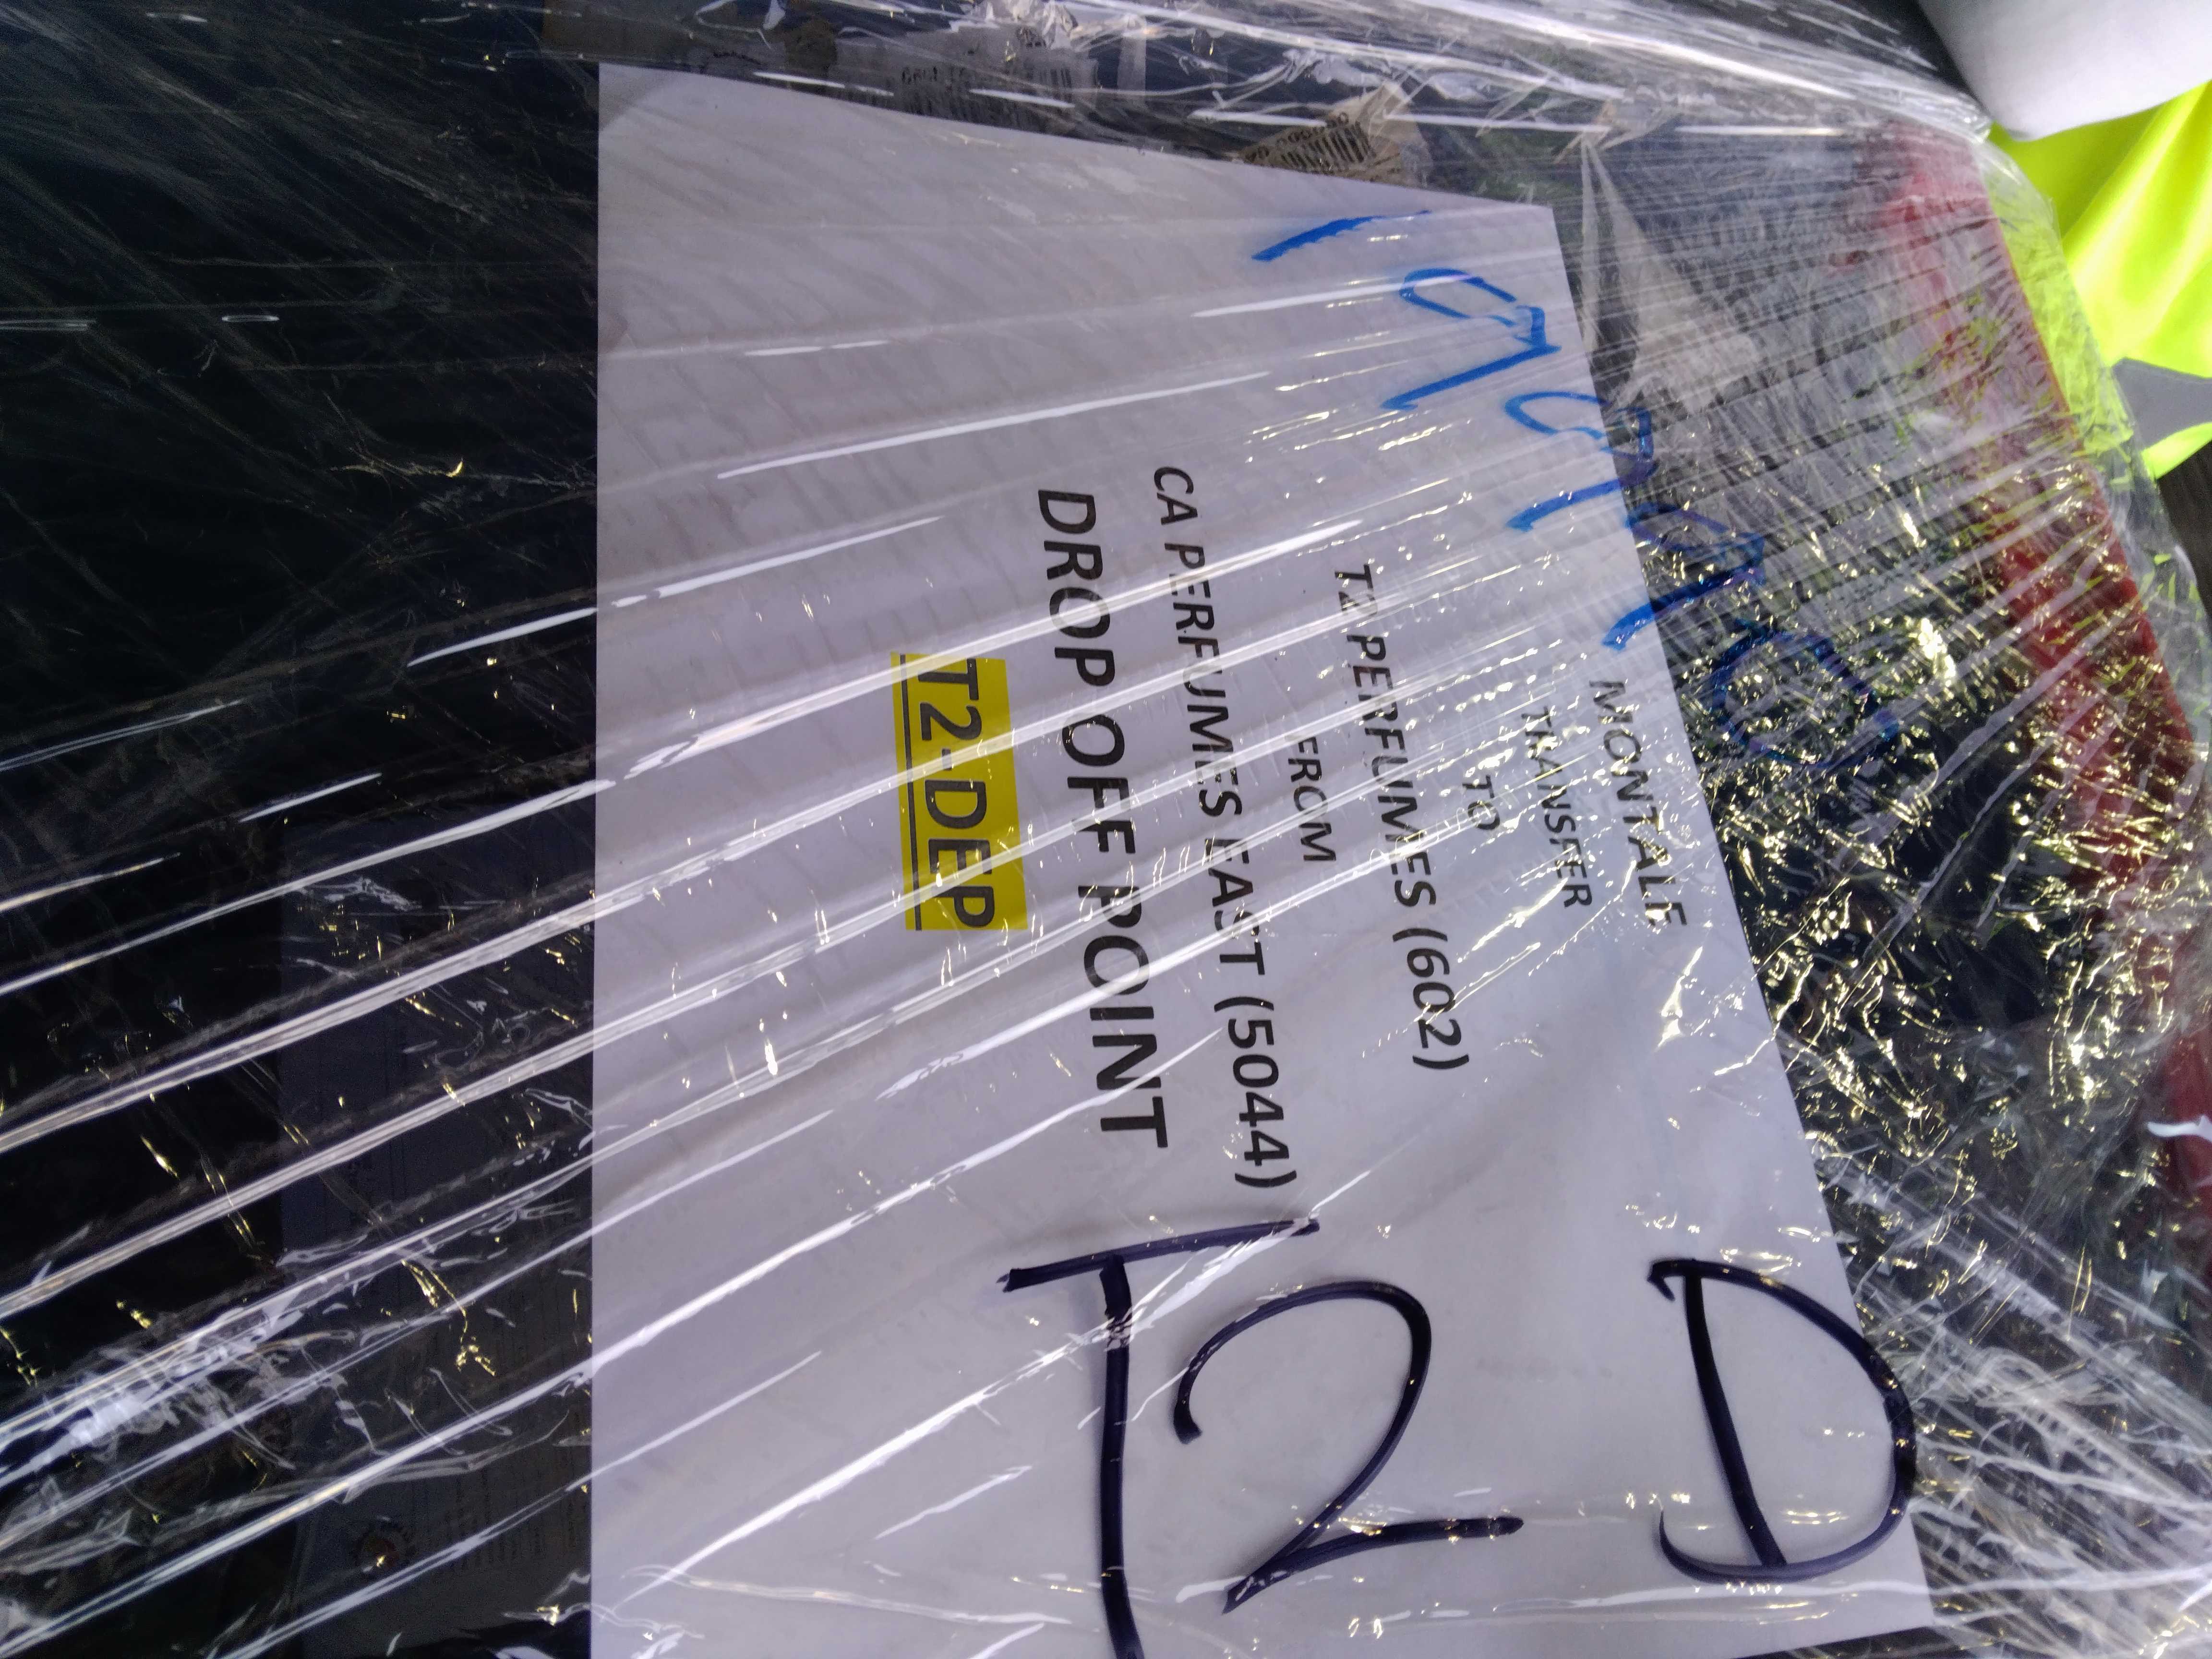 MONTALE
TRANSFER
TO
T2 PERFUMES (602)
FROM
CA PERFUMES EAST (5044)
DROP OFF POINT
T2-DEP
D
T2